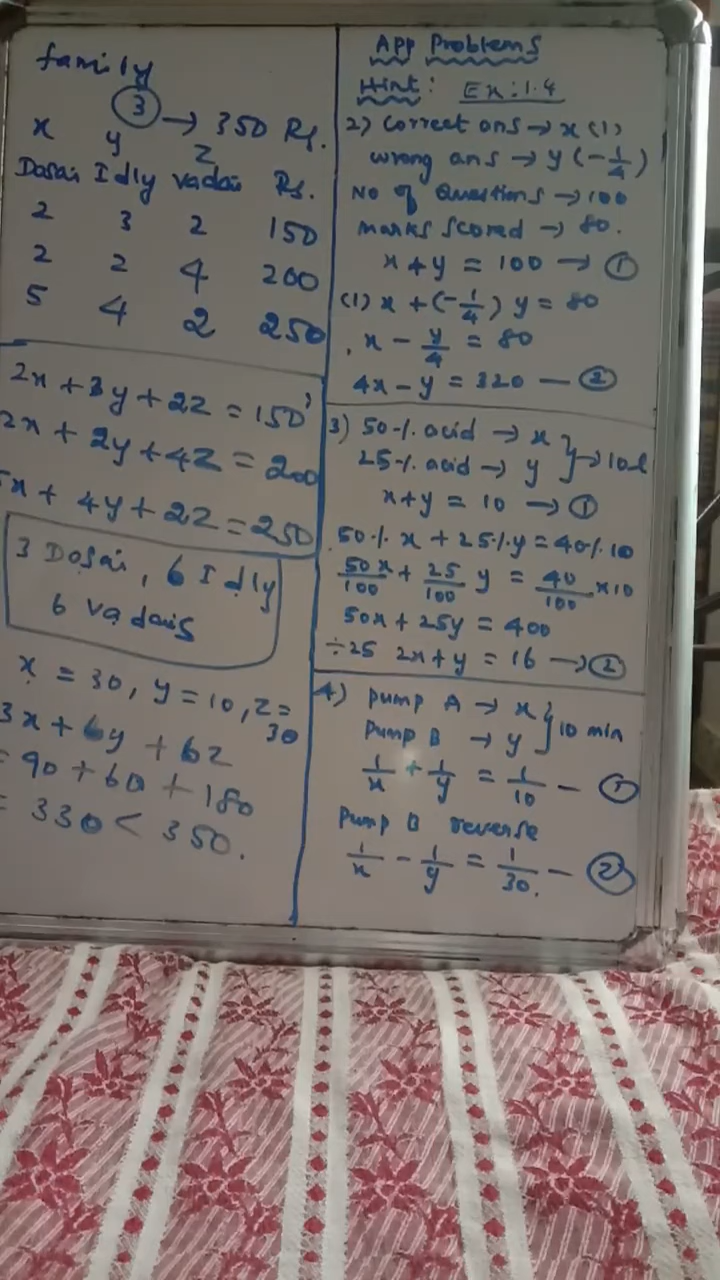 family
③ → 350 Rs.
x y z
Dosai Idly vadai Rs.
2 3 2 150
2 2 4 200
5 4 2 250
2x + 3y + 2z = 150
2x + 2y + 4z = 200
5x + 4y + 2z = 250
3 Dosai, 6 Idly
6 vadais
x = 30, y = 10, z = 30
3x + 6y + 6z
= 90 + 60 + 180
= 330 < 350.
App Problems
Hint: Ex: 1.4
2) Correct ans → x (1)
wrong ans → y (-1/4)
No of Questions → 100
marks scored → 80.
x + y = 100 → ①
(1) x + (-1/4) y = 80
x - y/4 = 80
4x - y = 320 — ②
3) 50% acid → x } → 10l
25% acid → y
x + y = 10 → ①
50% x + 25% y = 40% 10
50x/100 + 25/100 y = 40/100 × 10
50x + 25y = 400
÷25 2x + y = 16 → ②
4) Pump A → x } 10 min
Pump B → y
1/x + 1/y = 1/10 — ①
Pump B reverse
1/x - 1/y = 1/30. — ②